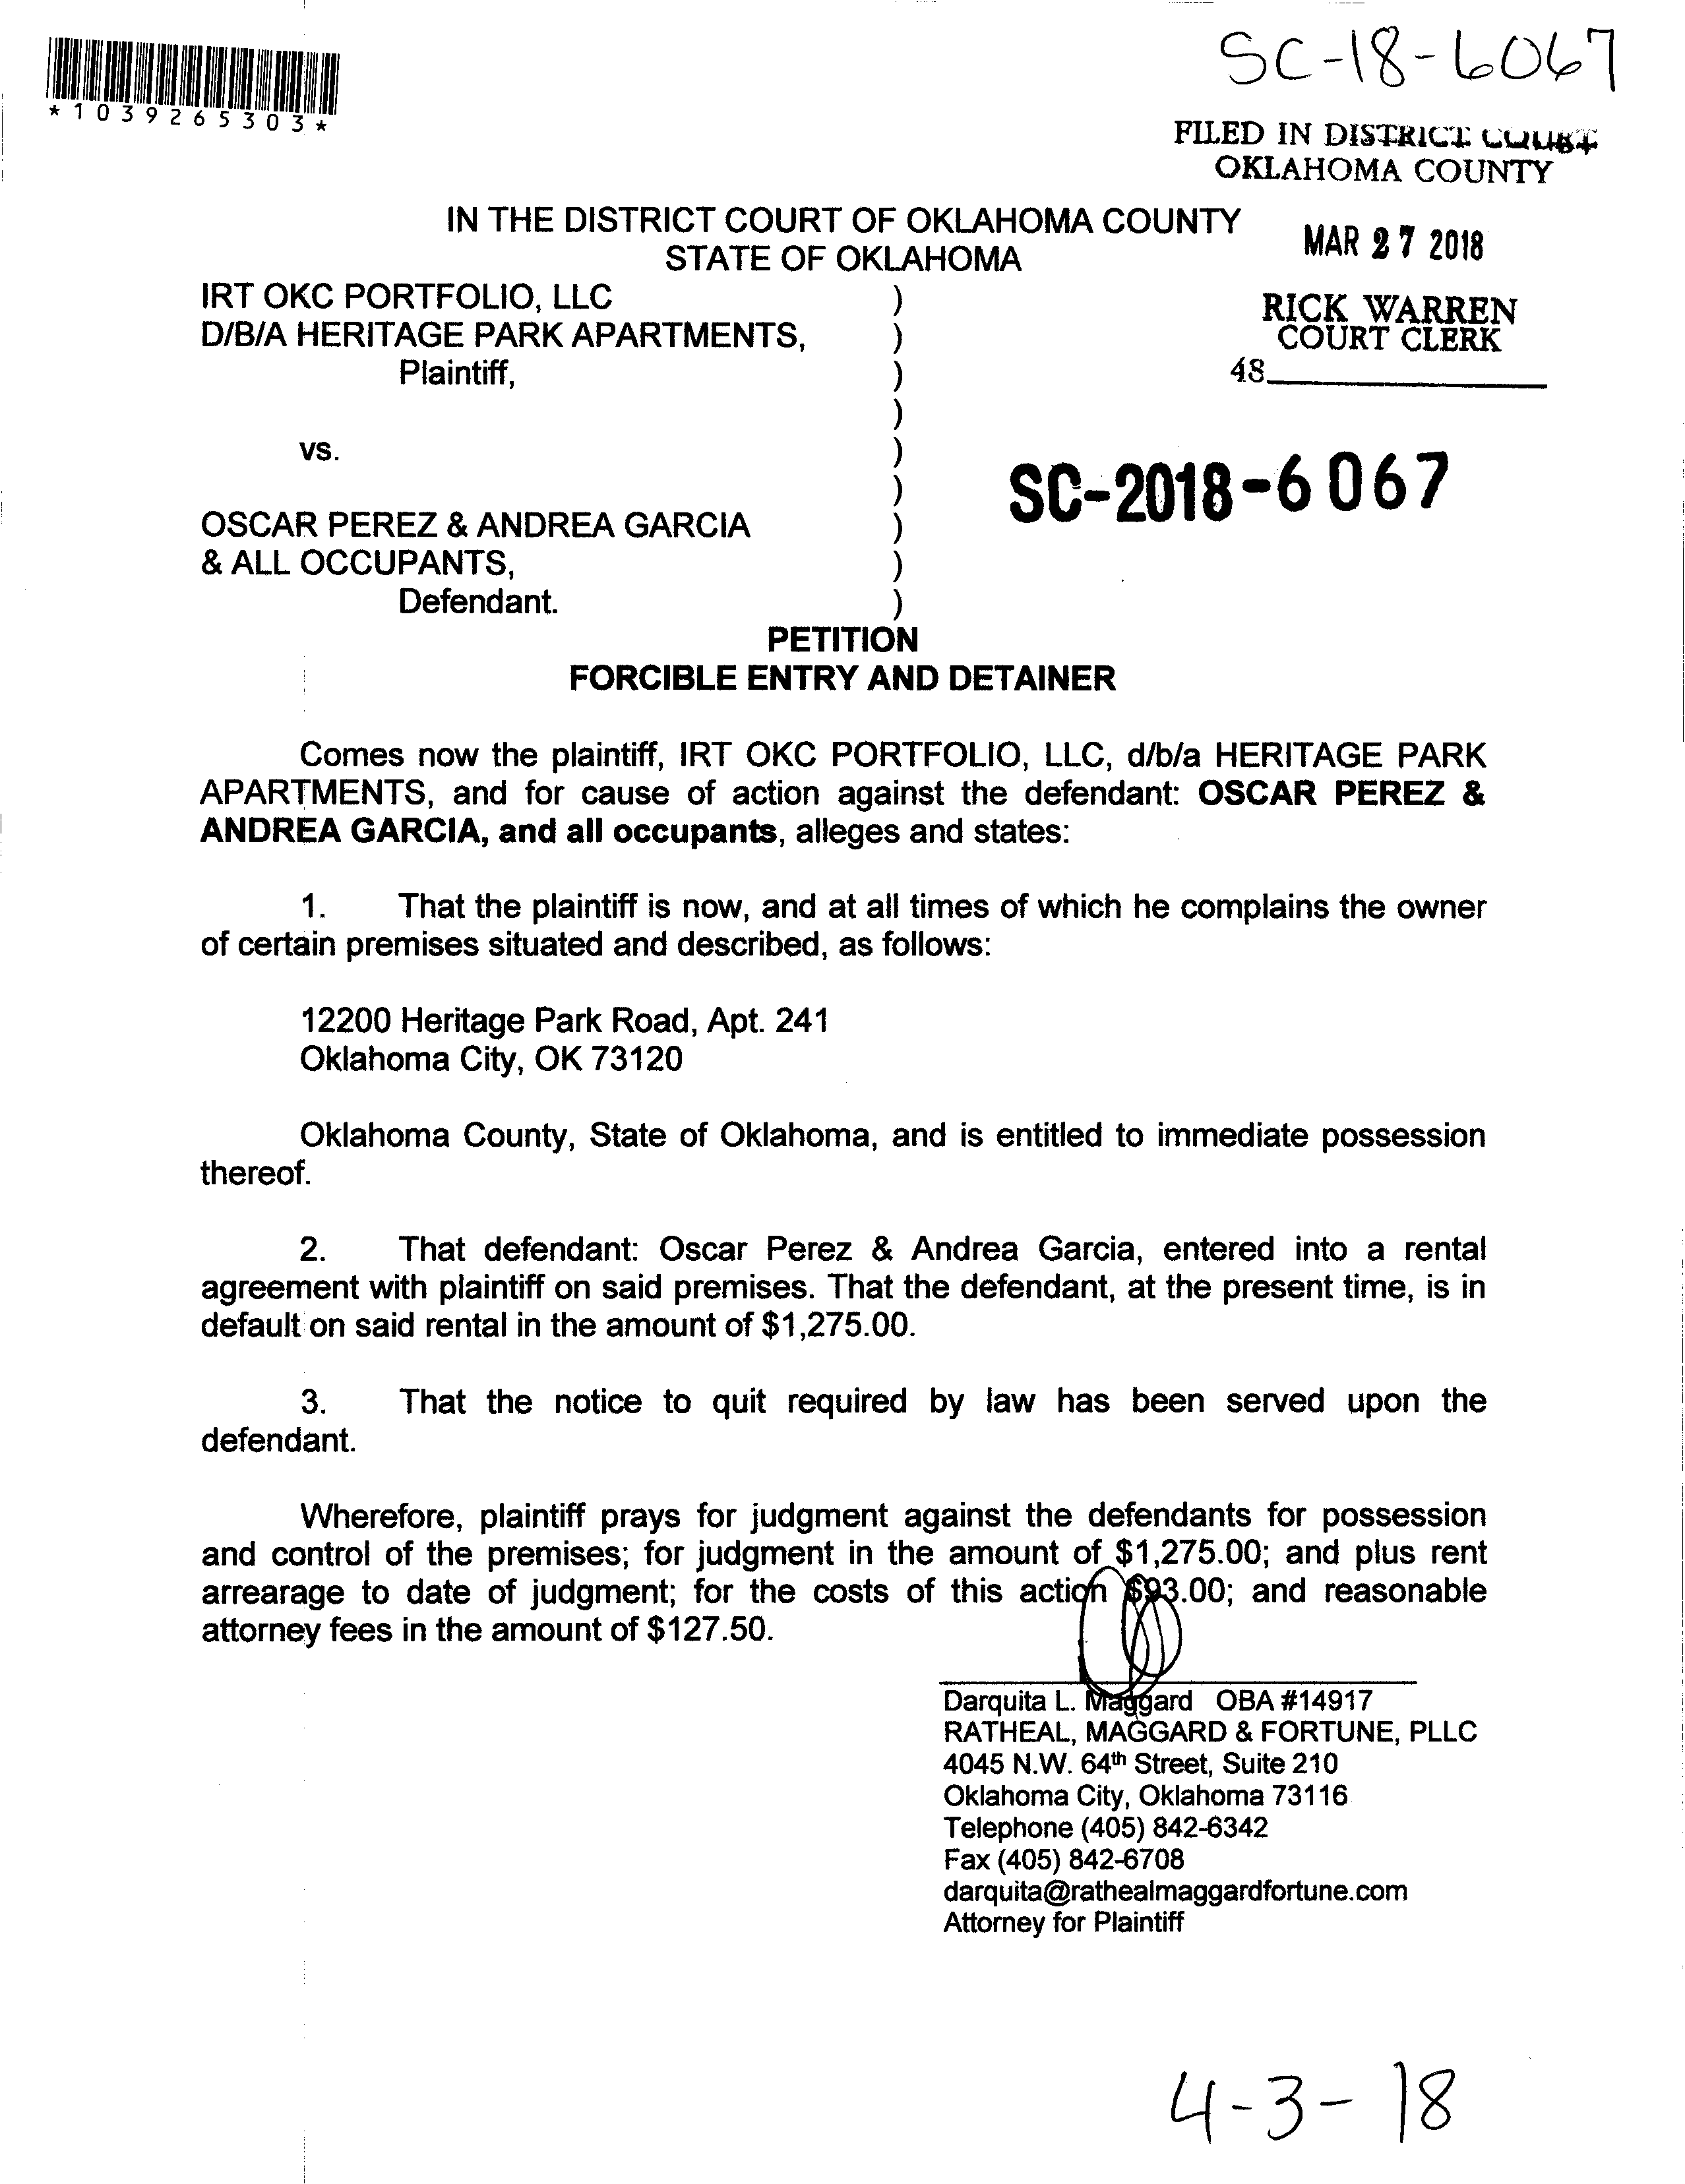 SC-18-6067
*1039265303*
FILED IN DISTRICT COURT
OKLAHOMA COUNTY
IN THE DISTRICT COURT OF OKLAHOMA COUNTY
STATE OF OKLAHOMA
MAR 27 2018
IRT OKC PORTFOLIO, LLC )
D/B/A HERITAGE PARK APARTMENTS, )
Plaintiff, )
)
vs. )
)
OSCAR PEREZ & ANDREA GARCIA )
& ALL OCCUPANTS, )
Defendant. )
RICK WARREN
COURT CLERK
48
SC-2018-6067
PETITION
FORCIBLE ENTRY AND DETAINER
Comes now the plaintiff, IRT OKC PORTFOLIO, LLC, d/b/a HERITAGE PARK
APARTMENTS, and for cause of action against the defendant: OSCAR PEREZ &
ANDREA GARCIA, and all occupants, alleges and states:
1. That the plaintiff is now, and at all times of which he complains the owner
of certain premises situated and described, as follows:
12200 Heritage Park Road, Apt. 241
Oklahoma City, OK 73120
Oklahoma County, State of Oklahoma, and is entitled to immediate possession
thereof.
2. That defendant: Oscar Perez & Andrea Garcia, entered into a rental
agreement with plaintiff on said premises. That the defendant, at the present time, is in
default on said rental in the amount of $1,275.00.
3. That the notice to quit required by law has been served upon the
defendant.
Wherefore, plaintiff prays for judgment against the defendants for possession
and control of the premises; for judgment in the amount of $1,275.00; and plus rent
arrearage to date of judgment; for the costs of this action $93.00; and reasonable
attorney fees in the amount of $127.50.
Darquita L. Maggard OBA #14917
RATHEAL, MAGGARD & FORTUNE, PLLC
4045 N.W. 64th Street, Suite 210
Oklahoma City, Oklahoma 73116
Telephone (405) 842-6342
Fax (405) 842-6708
darquita@rathealmaggardfortune.com
Attorney for Plaintiff
4-3-18